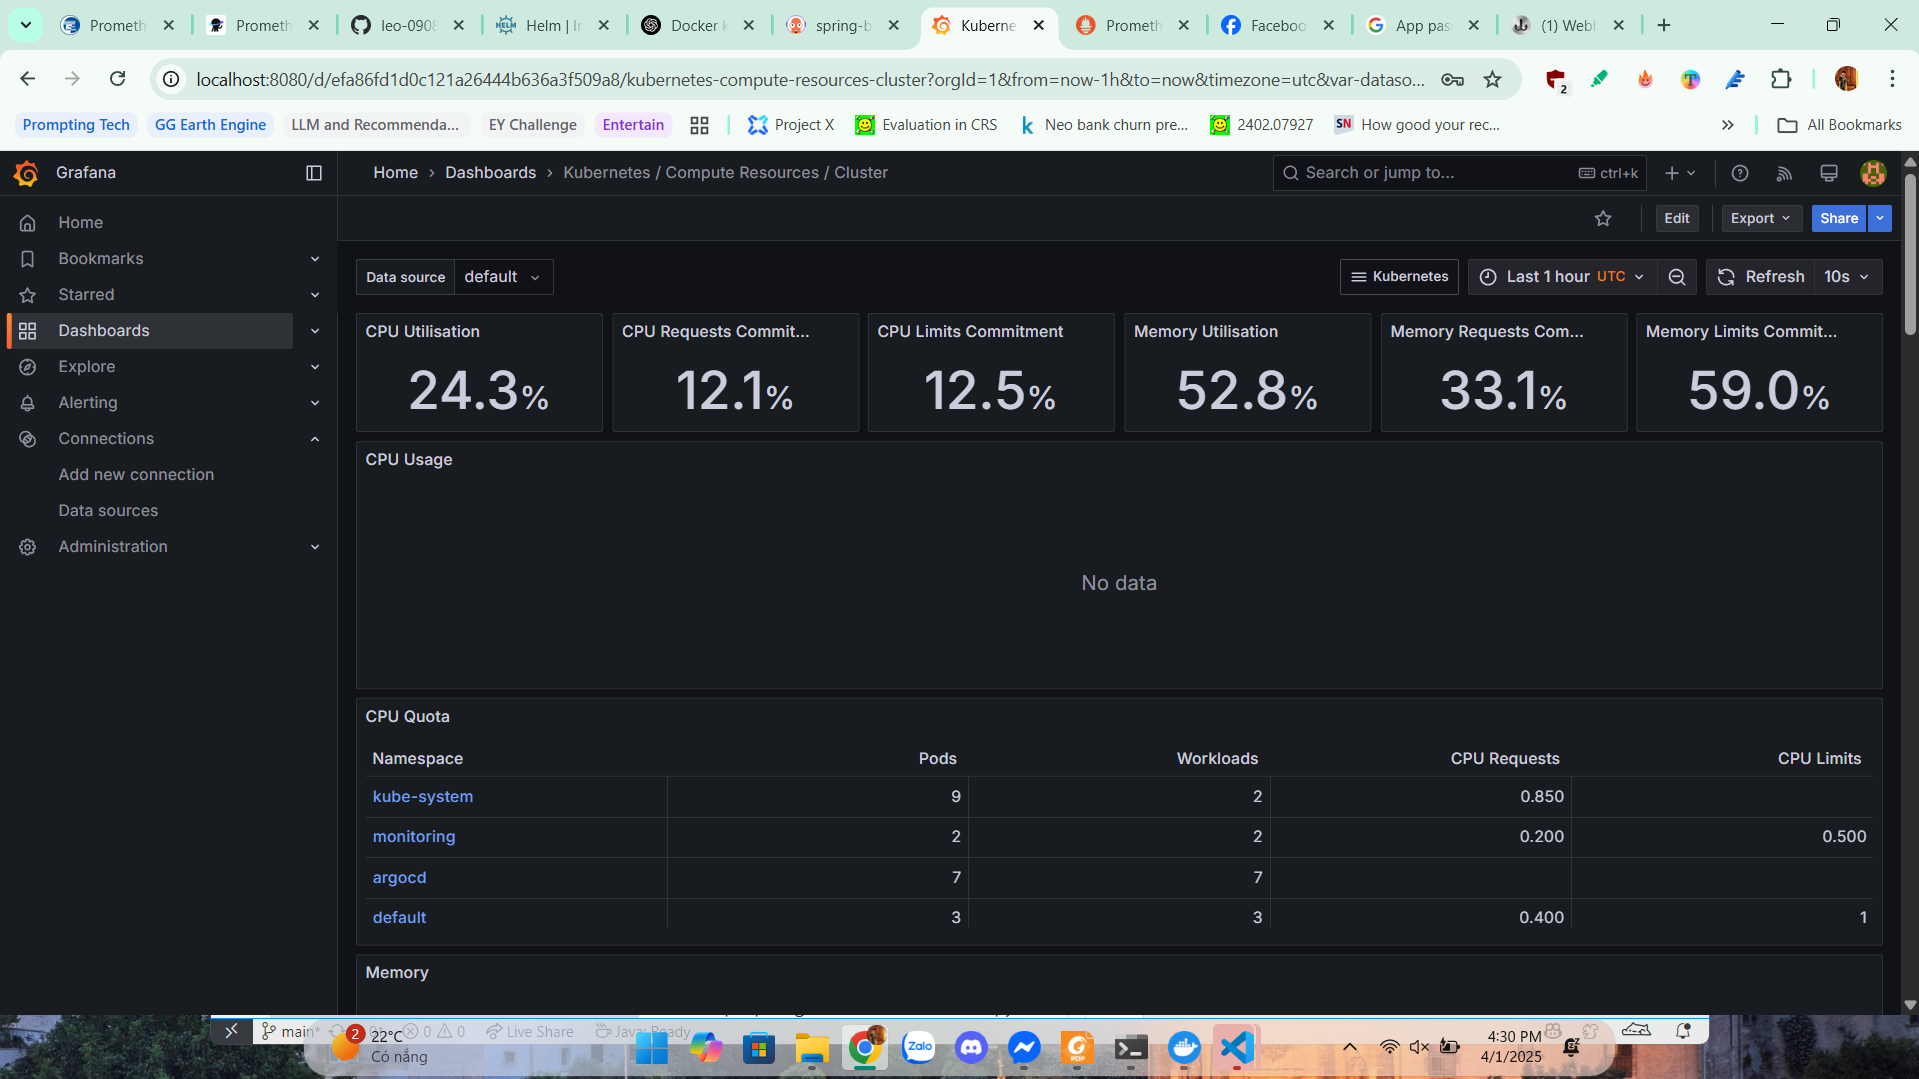 Prometh
Prometh
leo-0908
Helm | Ir
Docker k
spring-b
Kuberne
Prometh
Faceboo
App pas
(1) Webh
localhost:8080/d/efa86fd1d0c121a26444b636a3f509a8/kubernetes-compute-resources-cluster?orgId=1&from=now-1h&to=now&timezone=utc&var-dataso...
2
Prompting Tech
GG Earth Engine
LLM and Recommenda...
EY Challenge
Entertain
Project X
Evaluation in CRS
Neo bank churn pre...
2402.07927
SN How good your rec...
All Bookmarks
Grafana
Home › Dashboards › Kubernetes / Compute Resources / Cluster
Search or jump to...
ctrl+k
Home
Bookmarks
Starred
Dashboards
Explore
Alerting
Connections
Add new connection
Data sources
Administration
Edit
Export
Share
Data source default
Kubernetes
Last 1 hour UTC
Refresh 10s
CPU Utilisation
24.3%
CPU Requests Commit...
12.1%
CPU Limits Commitment
12.5%
Memory Utilisation
52.8%
Memory Requests Com...
33.1%
Memory Limits Commit...
59.0%
CPU Usage
No data
CPU Quota
Namespace Pods Workloads CPU Requests CPU Limits
kube-system 9 2 0.850
monitoring 2 2 0.200 0.500
argocd 7 7
default 3 3 0.400 1
Memory
main*
0
0
Live Share
Java: Ready
2
22°C
Có nắng
Zalo
PDF
4:30 PM
4/1/2025